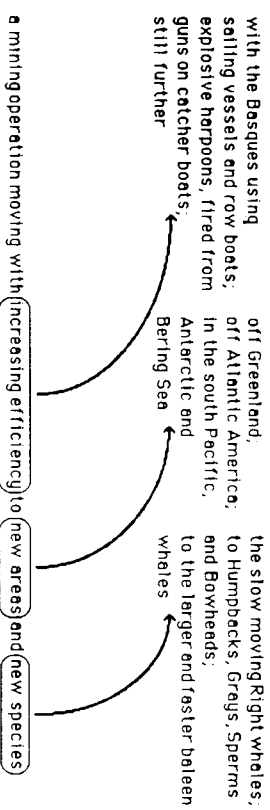 with the Basques using
sailing vessels and row boats;
explosive harpoons, fired from
guns on catcher boats;
still further
off Greenland;
off Atlantic America;
in the south Pacific,
Antarctic and
Bering Sea
the slow moving Right whales;
to Humpbacks, Grays, Sperms
and Bowheads;
to the larger and faster baleen
whales
a mining operation moving with increasing efficiency to new areas and new species